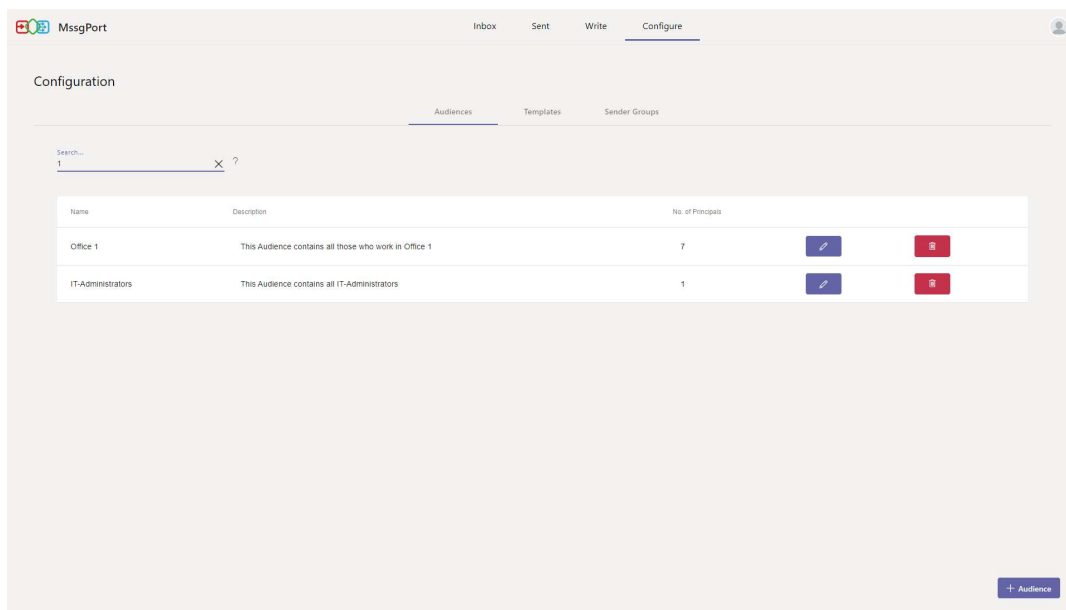 MssgPort Inbox Sent Write Configure
Configuration
Audiences Templates Sender Groups
Search...
1 ?
Name Description No. of Principals
Office 1 This Audience contains all those who work in Office 1 7
IT-Administrators This Audience contains all IT-Administrators 1
+ Audience